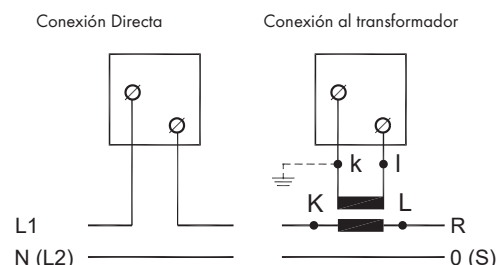 Conexión Directa
Conexión al transformador
k l
K L
L1
R
N (L2)
0 (S)